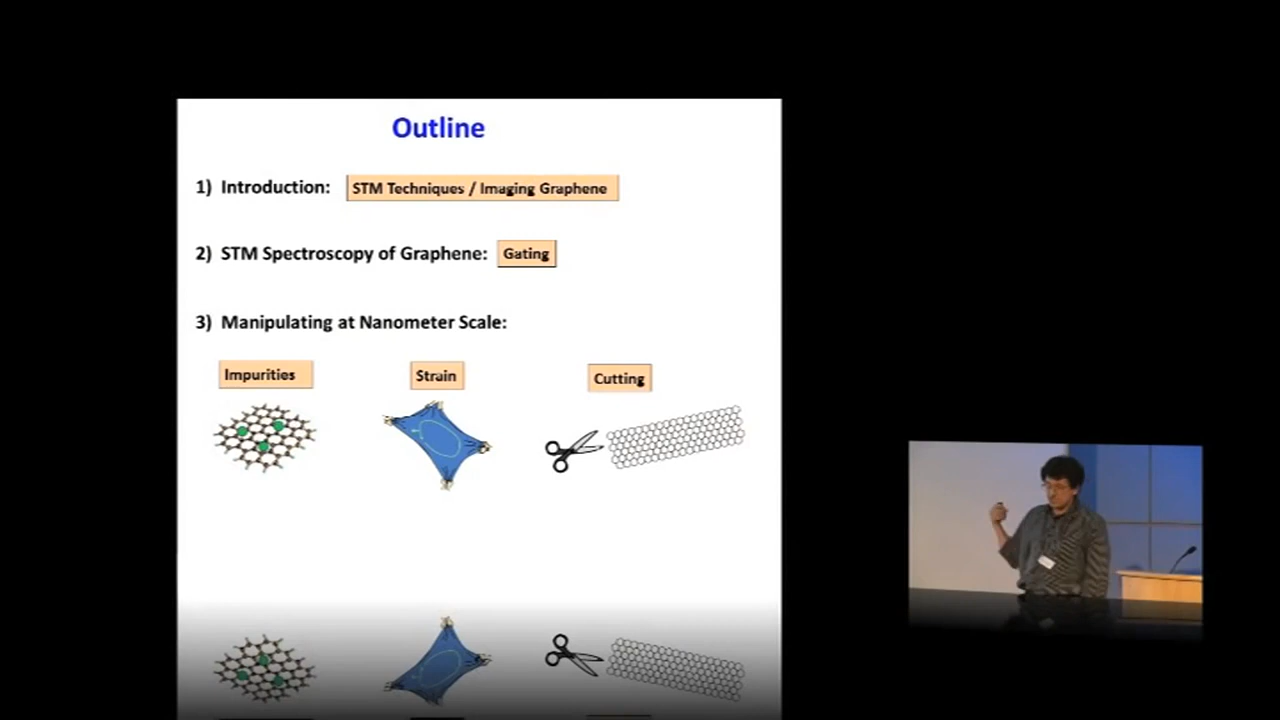 Outline
1) Introduction: STM Techniques / Imaging Graphene
2) STM Spectroscopy of Graphene: Gating
3) Manipulating at Nanometer Scale:
Impurities Strain Cutting